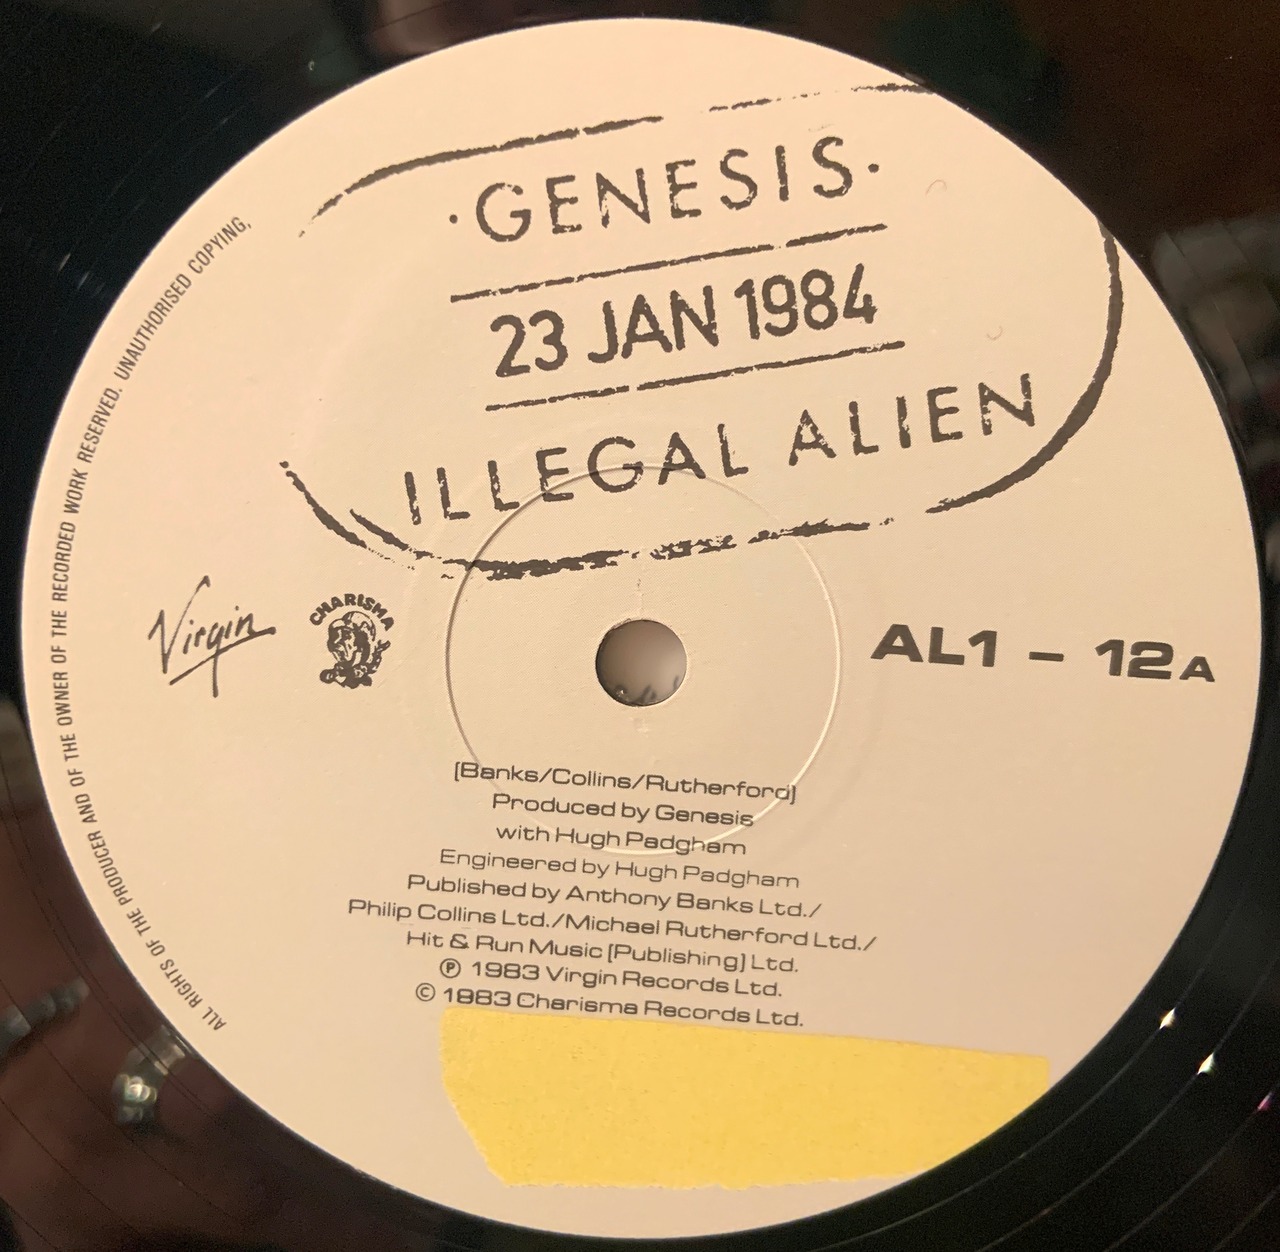 · GENESIS ·
23 JAN 1984
ILLEGAL ALIEN
Virgin
CHARISMA
AL1 – 12A
[Banks/Collins/Rutherford]
Produced by Genesis
with Hugh Padgham
Engineered by Hugh Padgham
Published by Anthony Banks Ltd./
Philip Collins Ltd./Michael Rutherford Ltd./
Hit & Run Music [Publishing] Ltd.
Ⓟ 1983 Virgin Records Ltd.
© 1983 Charisma Records Ltd.
ALL RIGHTS OF THE PRODUCER AND OF THE OWNER OF THE RECORDED WORK RESERVED. UNAUTHORISED COPYING,